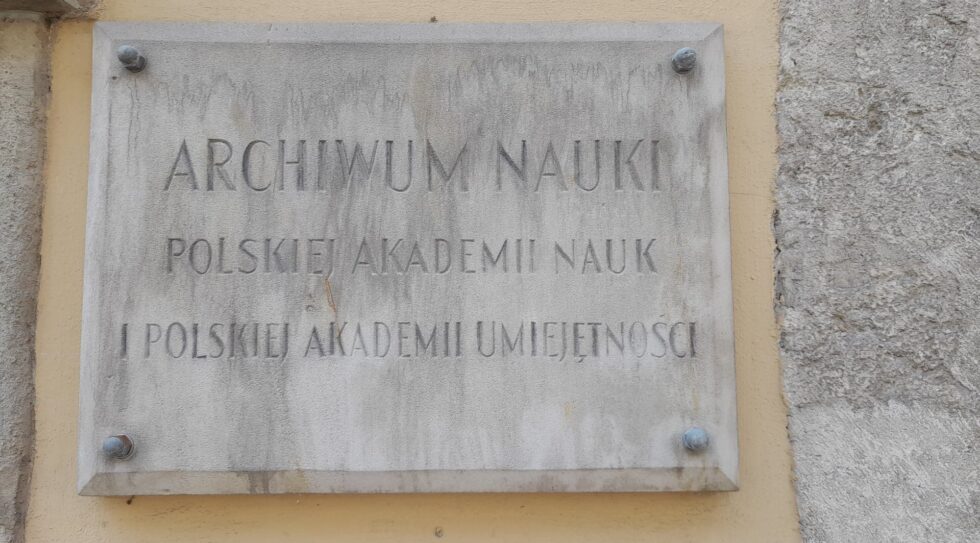 ARCHIWUM NAUKI
POLSKIEJ AKADEMII NAUK
I POLSKIEJ AKADEMII UMIEJĘTNOŚCI